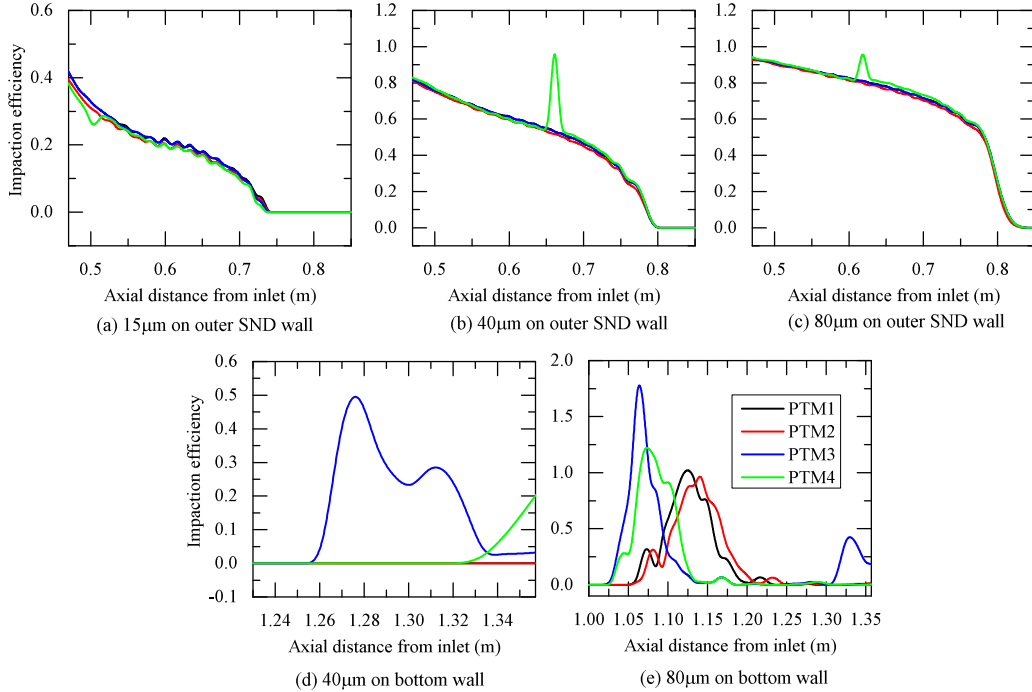 Impaction efficiency
0.6
0.4
0.2
0.0
0.5 0.6 0.7 0.8
Axial distance from inlet (m)
(a) 15μm on outer SND wall
1.2
1.0
0.8
0.6
0.4
0.2
0.0
0.5 0.6 0.7 0.8
Axial distance from inlet (m)
(b) 40μm on outer SND wall
1.2
1.0
0.8
0.6
0.4
0.2
0.0
0.5 0.6 0.7 0.8
Axial distance from inlet (m)
(c) 80μm on outer SND wall
Impaction efficiency
0.6
0.5
0.4
0.3
0.2
0.1
0.0
-0.1
1.24 1.26 1.28 1.30 1.32 1.34
Axial distance from inlet (m)
(d) 40μm on bottom wall
2.0
1.5
1.0
0.5
0.0
PTM1
PTM2
PTM3
PTM4
1.00 1.05 1.10 1.15 1.20 1.25 1.30 1.35
Axial distance from inlet (m)
(e) 80μm on bottom wall